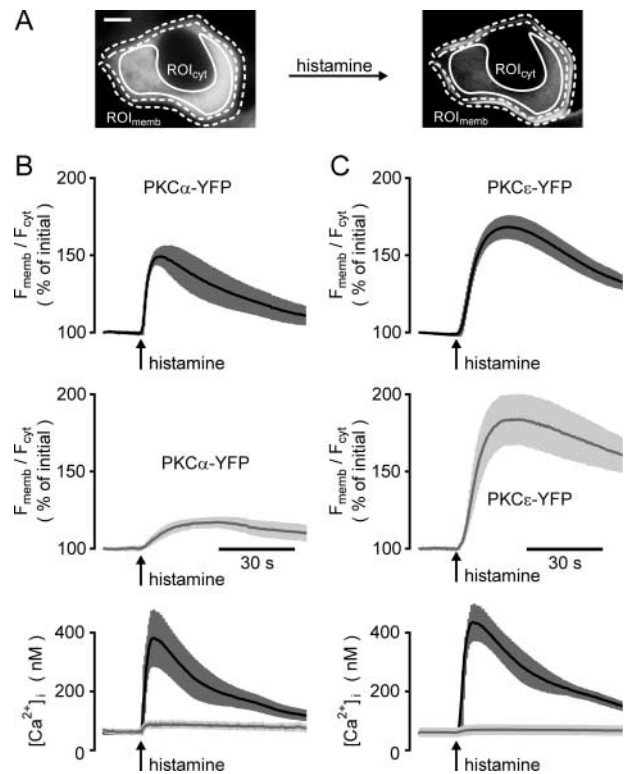 A
ROIcyt
ROImemb
histamine
ROIcyt
ROImemb
B
PKCα-YFP
Fmemb / Fcyt
( % of initial )
200
150
100
histamine
C
PKCε-YFP
Fmemb / Fcyt
( % of initial )
200
150
100
histamine
PKCα-YFP
Fmemb / Fcyt
( % of initial )
200
150
100
30 s
histamine
PKCε-YFP
Fmemb / Fcyt
( % of initial )
200
150
100
30 s
histamine
[Ca2+]i ( nM )
400
200
0
histamine
[Ca2+]i ( nM )
400
200
0
histamine